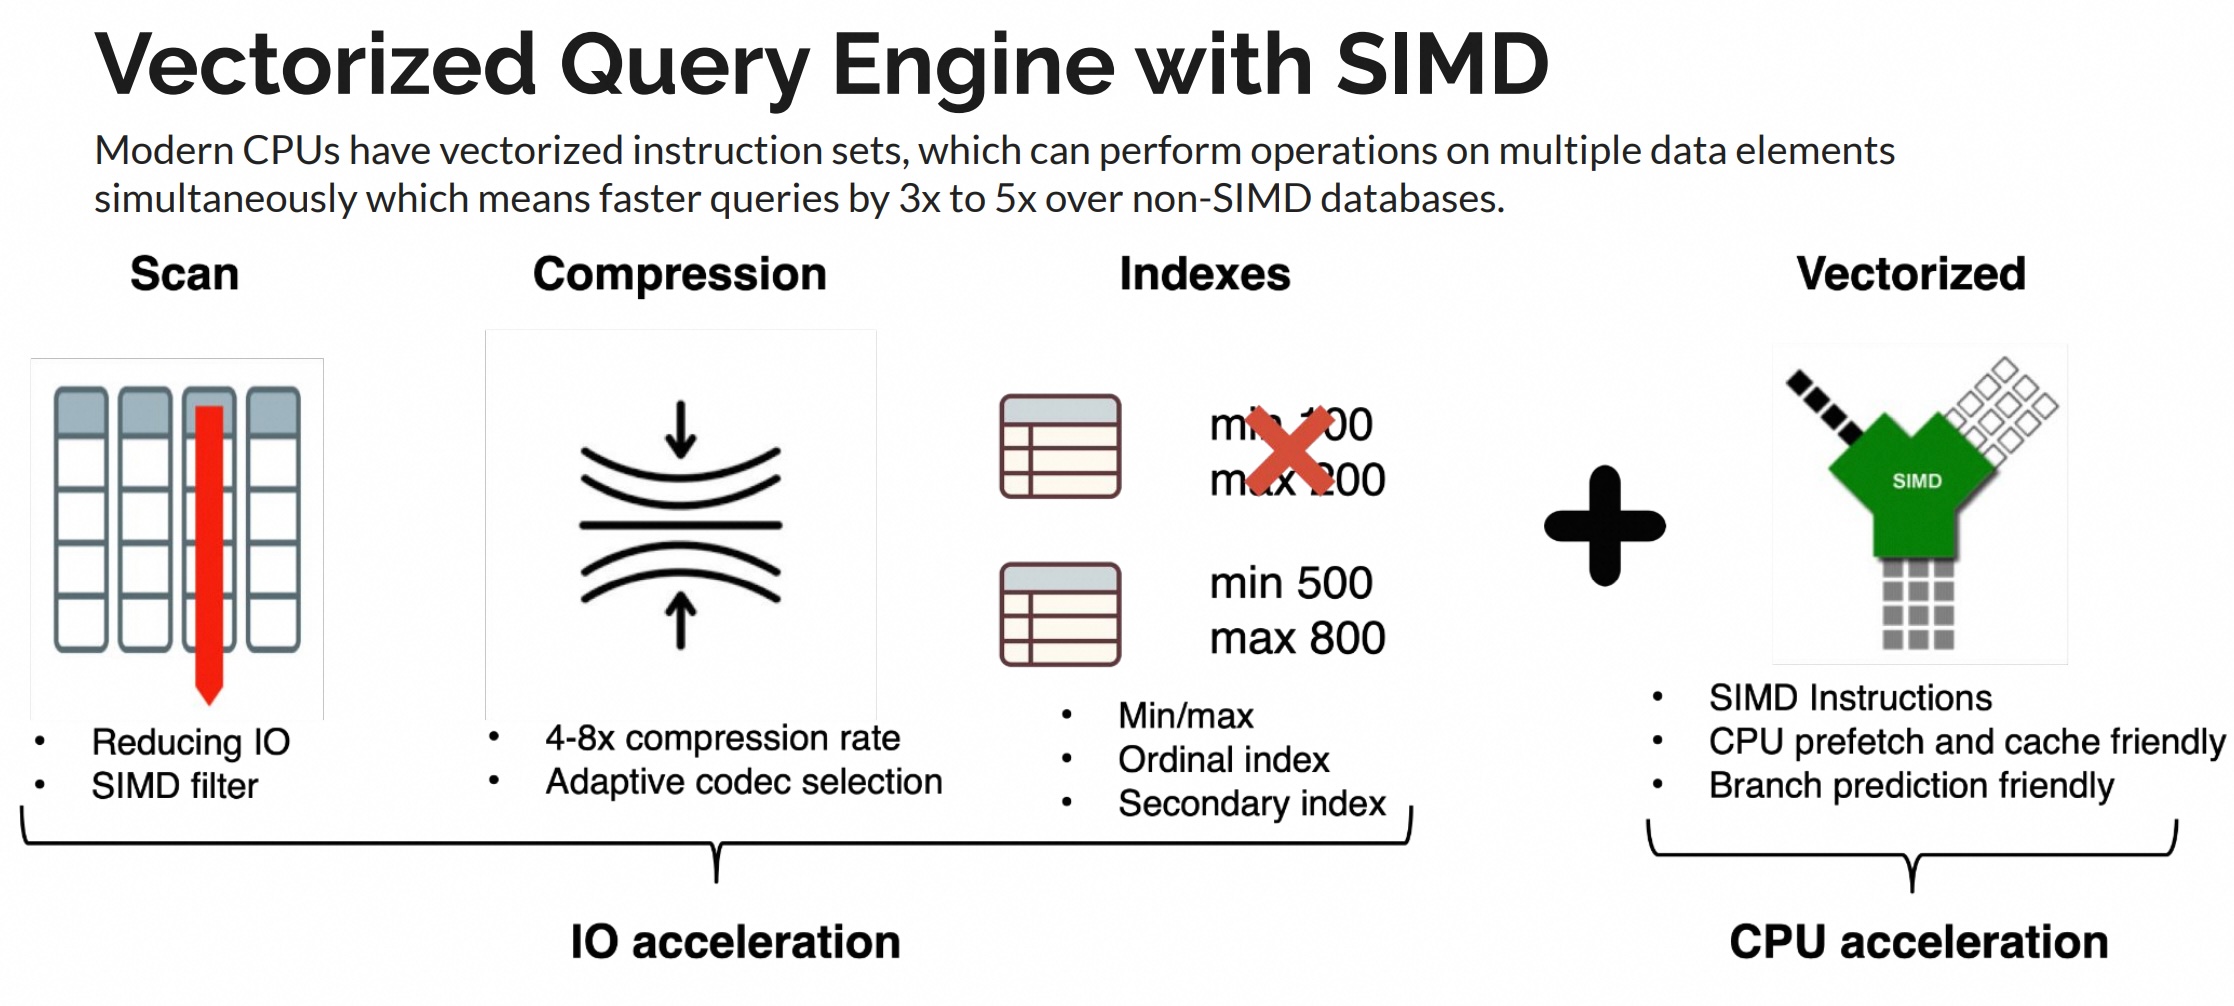 Vectorized Query Engine with SIMD
Modern CPUs have vectorized instruction sets, which can perform operations on multiple data elements
simultaneously which means faster queries by 3x to 5x over non-SIMD databases.
Scan
• Reducing IO
• SIMD filter
Compression
• 4-8x compression rate
• Adaptive codec selection
Indexes
min 100
max 200
min 500
max 800
• Min/max
• Ordinal index
• Secondary index
IO acceleration
Vectorized
SIMD
• SIMD Instructions
• CPU prefetch and cache friendly
• Branch prediction friendly
CPU acceleration